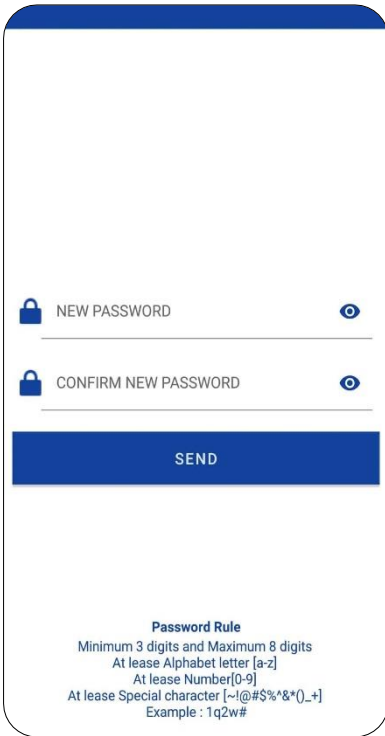 NEW PASSWORD
CONFIRM NEW PASSWORD
SEND
Password Rule
Minimum 3 digits and Maximum 8 digits
At lease Alphabet letter [a-z]
At lease Number[0-9]
At lease Special character [~!@#$%^&*()_+]
Example : 1q2w#